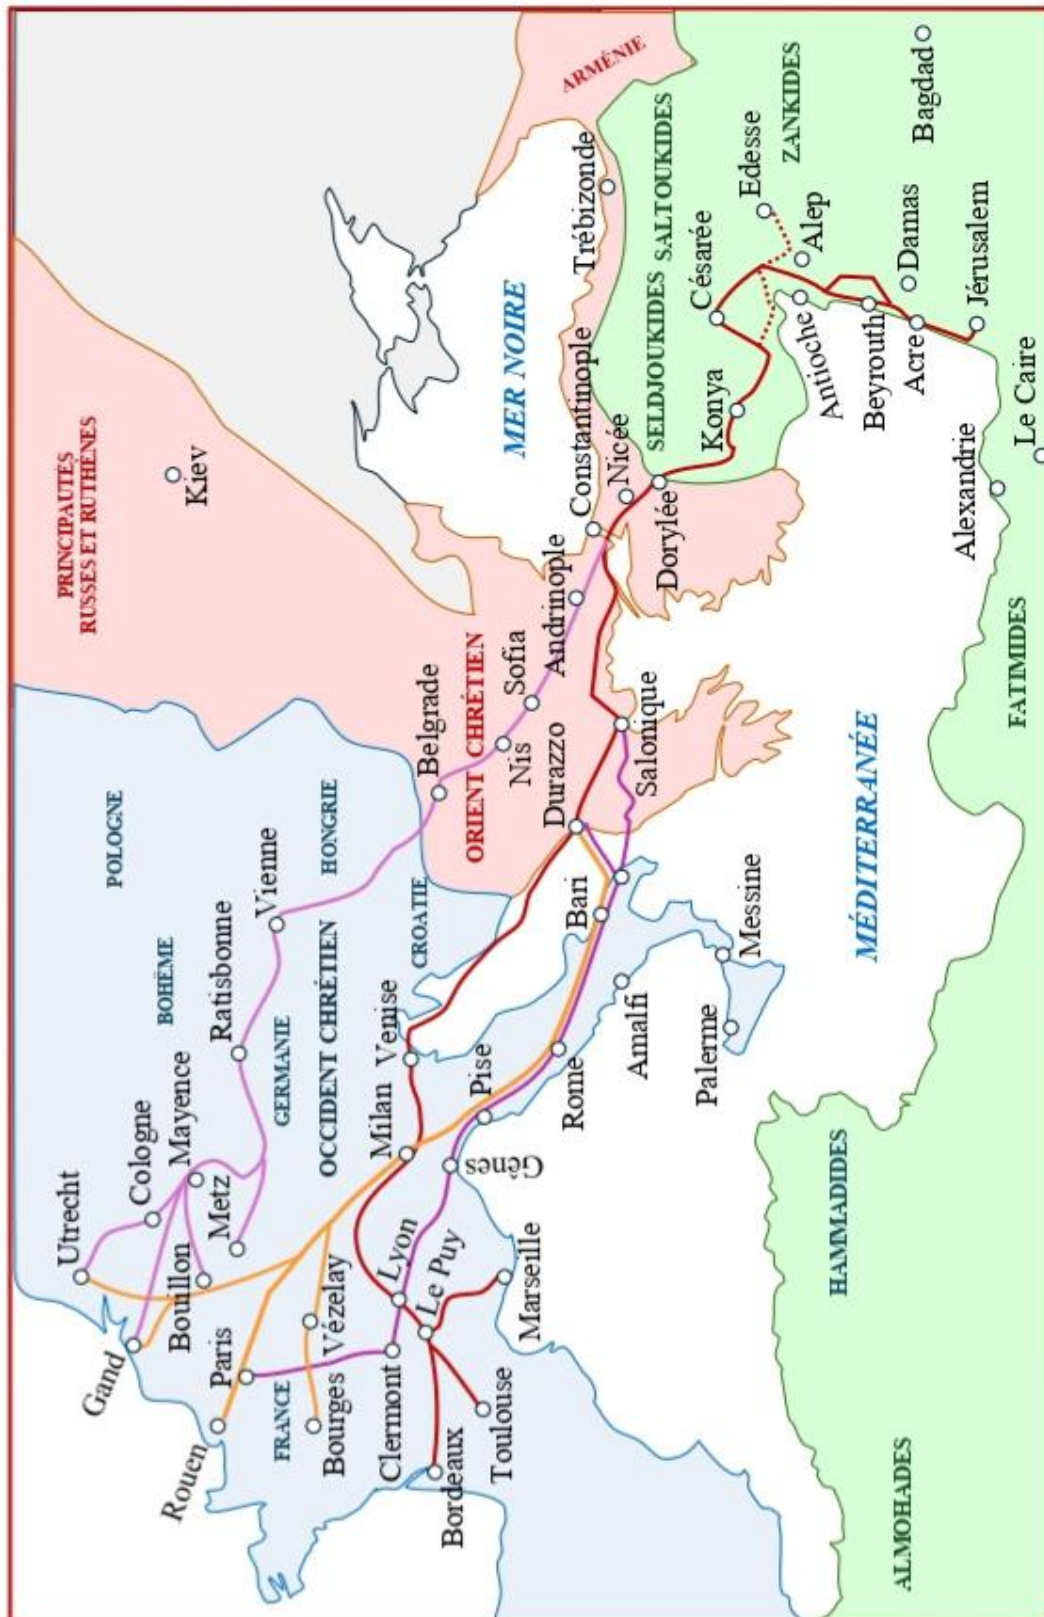 PRINCIPAUTÉS
RUSSES ET RUTHÈNES
Kiev
POLOGNE
BOHÊME
Utrecht
Cologne
Mayence
Gand
Bouillon
Metz
Ratisbonne
GERMANIE
Vienne
HONGRIE
Rouen
Paris
FRANCE
Bourges
Vézelay
OCCIDENT CHRÉTIEN
CROATIE
Belgrade
ORIENT CHRÉTIEN
Nis
Sofia
Andrinople
Constantinople
MER NOIRE
Trébizonde
ARMÉNIE
Clermont
Lyon
Le Puy
Milan
Venise
Bordeaux
Toulouse
Marseille
Gênes
Pise
Rome
Bari
Durazzo
Salonique
Nicée
Dorylée
SELDJOUKIDES
SALTOUKIDES
Konya
Césarée
Edesse
ZANKIDES
Amalfi
Palerme
Messine
MÉDITERRANÉE
Antioche
Alep
Beyrouth
Damas
Bagdad
Acre
Jérusalem
Alexandrie
Le Caire
FATIMIDES
HAMMADIDES
ALMOHADES